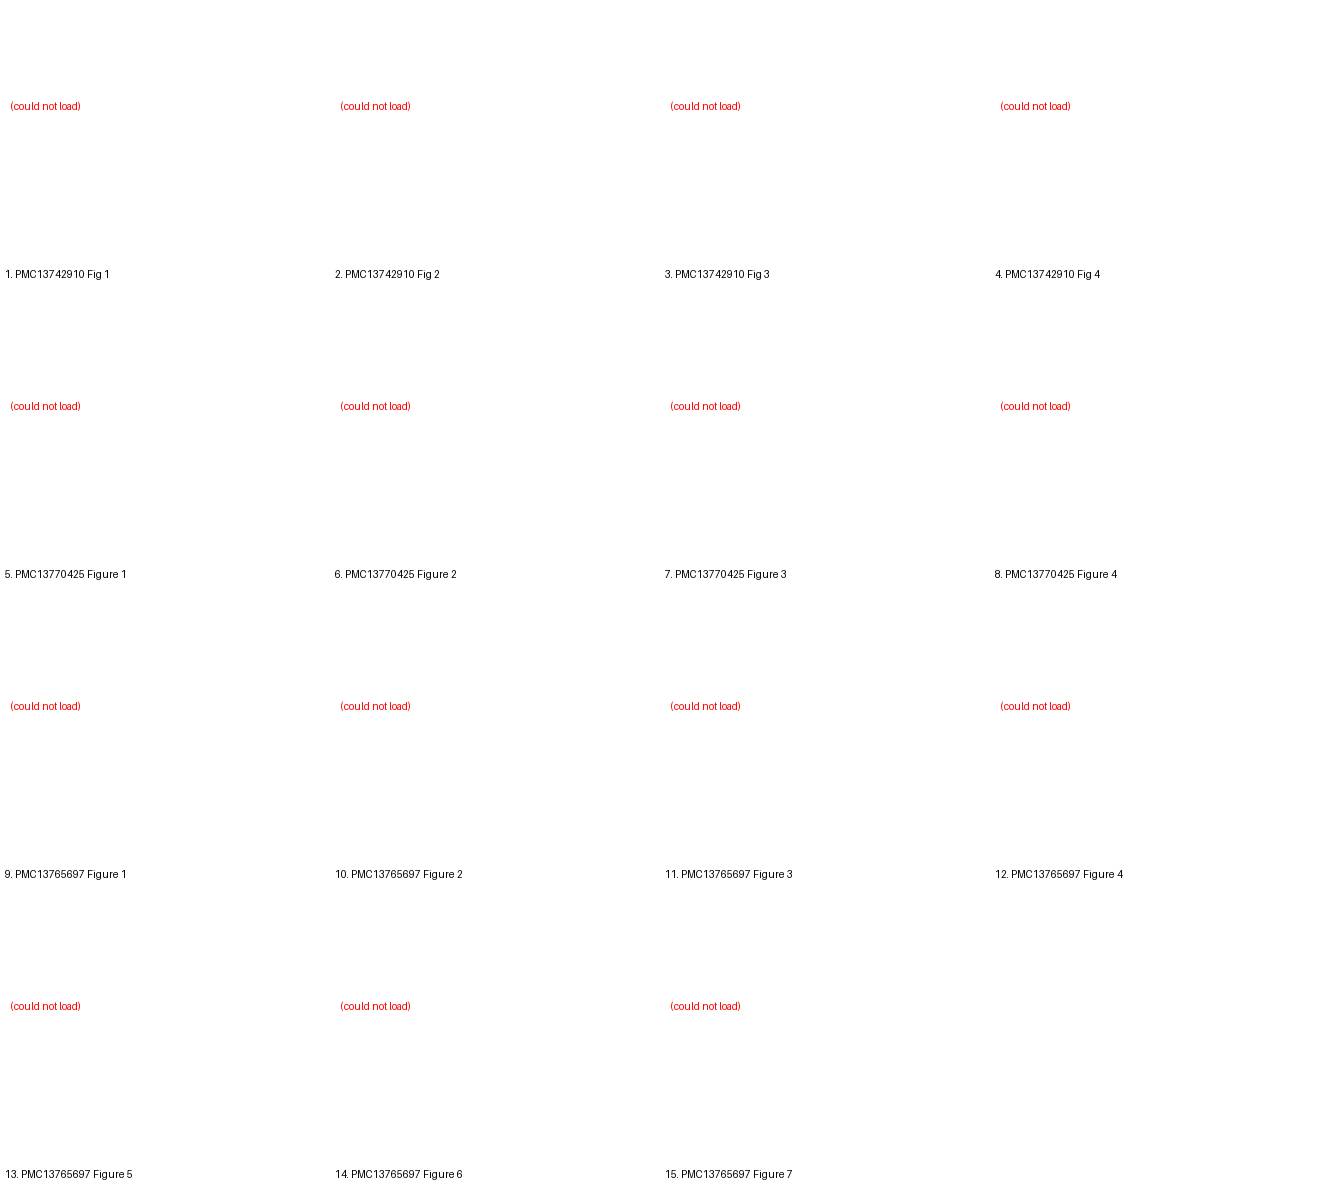 (could not load) (could not load) (could not load) (could not load)
1. PMC13742910 Fig 1 2. PMC13742910 Fig 2 3. PMC13742910 Fig 3 4. PMC13742910 Fig 4
(could not load) (could not load) (could not load) (could not load)
5. PMC13770425 Figure 1 6. PMC13770425 Figure 2 7. PMC13770425 Figure 3 8. PMC13770425 Figure 4
(could not load) (could not load) (could not load) (could not load)
9. PMC13765697 Figure 1 10. PMC13765697 Figure 2 11. PMC13765697 Figure 3 12. PMC13765697 Figure 4
(could not load) (could not load) (could not load)
13. PMC13765697 Figure 5 14. PMC13765697 Figure 6 15. PMC13765697 Figure 7